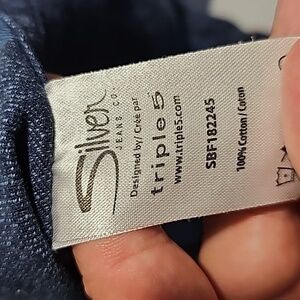 Silver
JEANS CO.
Designed by / Créé par
triple5
www.triple5.com
SBF182245
100% Cotton / Coton